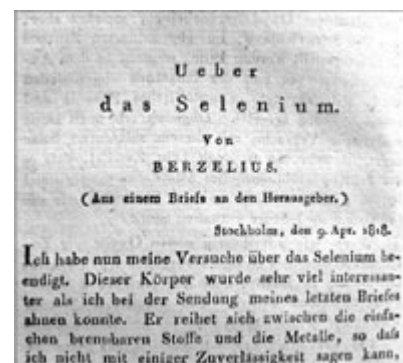 Ueber
das Selenium.
Von
BERZELIUS.
(Aus einem Briefe an den Herausgeber.)
Stockholm, den 9. Apr. 1818.
Ich habe nun meine Versuche über das Selenium be-
endigt. Dieser Körper wurde sehr viel interessan-
ter als ich bei der Sendung meines letzten Briefes
ahnen konnte. Er reihet sich zwischen die einfa-
chen brennbaren Stoffe und die Metalle, so daſs
ich nicht mit einiger Zuverlässigkeit sagen kann,